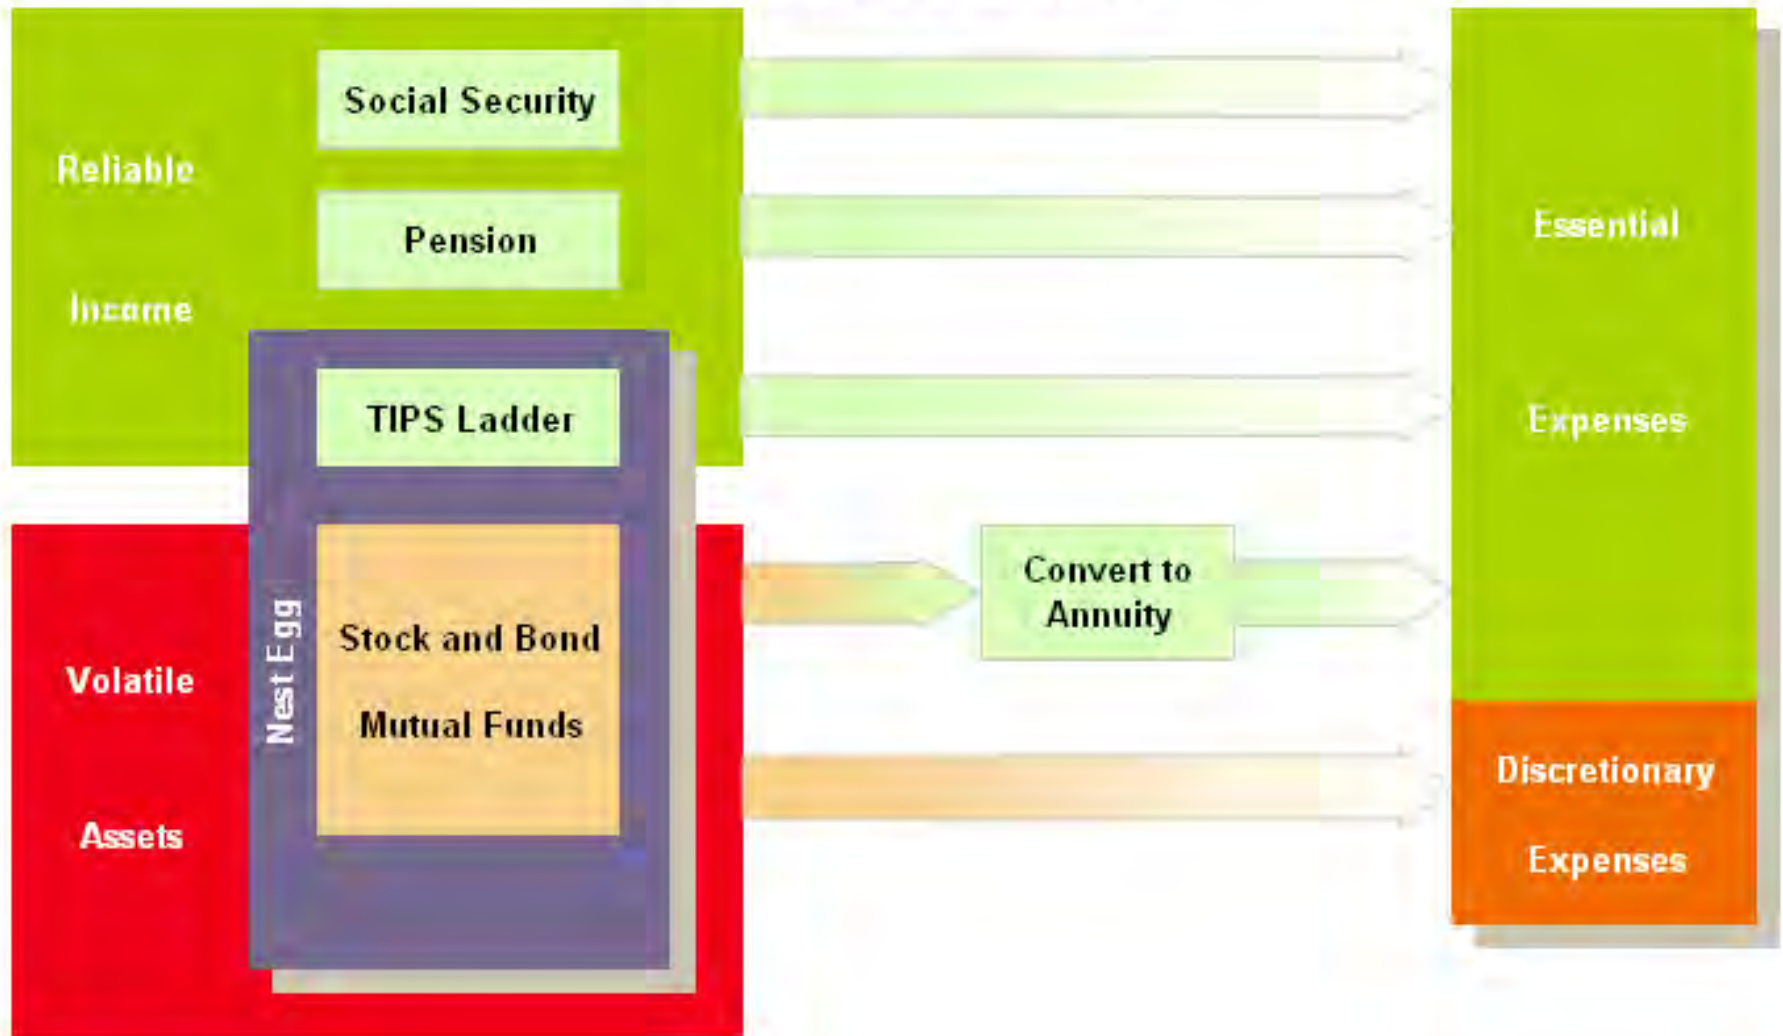 Social Security
Reliable
Pension
Income
TIPS Ladder
Essential
Expenses
Nest Egg
Stock and Bond
Mutual Funds
Volatile
Assets
Convert to
Annuity
Discretionary
Expenses